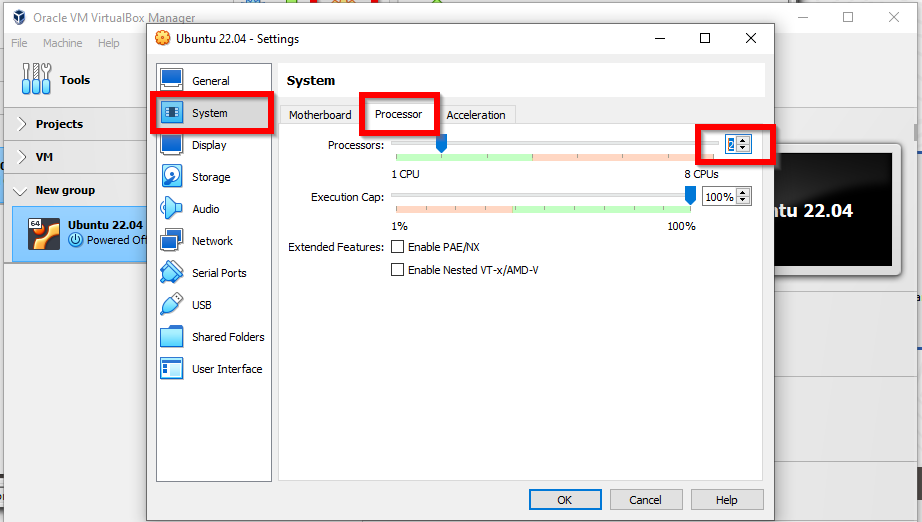 Oracle VM VirtualBox Manager
File Machine Help
Tools
Projects
VM
New group
64
Ubuntu 22.04
Powered Off
Ubuntu 22.04 - Settings
General
System
Display
Storage
Audio
Network
Serial Ports
USB
Shared Folders
User Interface
System
Motherboard Processor Acceleration
Processors: 2
1 CPU 8 CPUs
Execution Cap: 100%
1% 100%
Extended Features: Enable PAE/NX
Enable Nested VT-x/AMD-V
OK Cancel Help
ntu 22.04